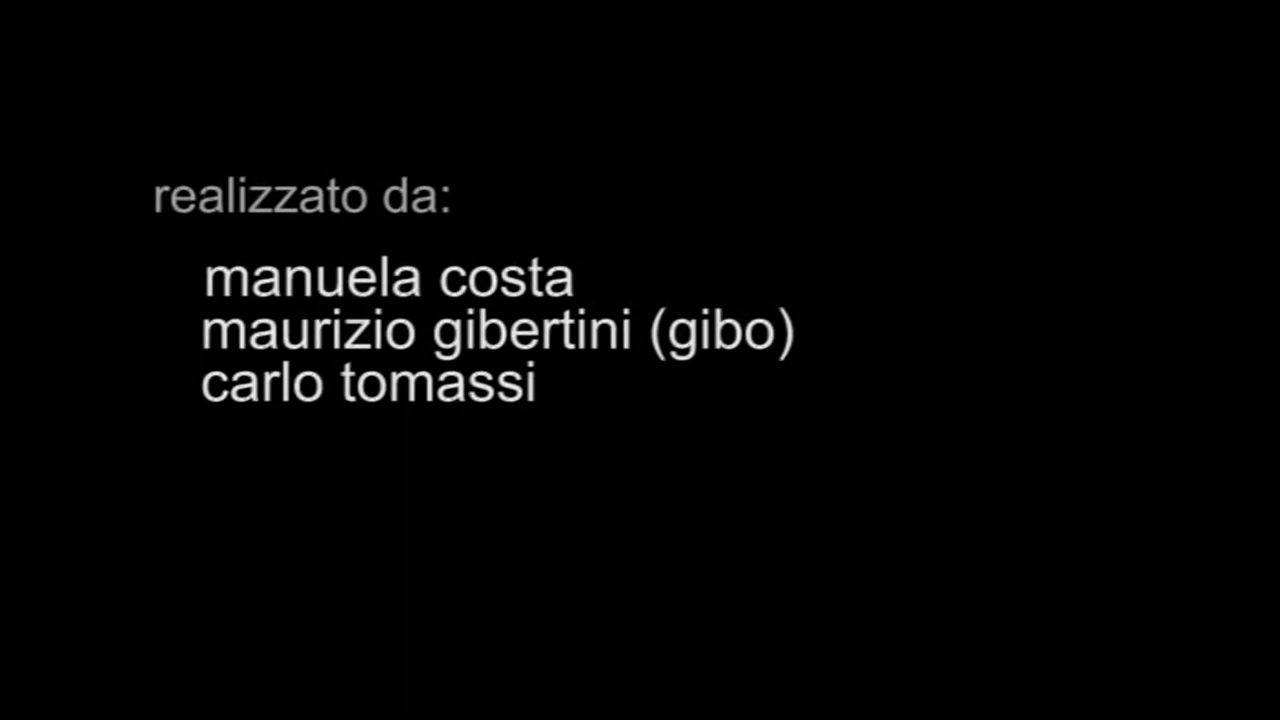 realizzato da:
manuela costa
maurizio gibertini (gibo)
carlo tomassi